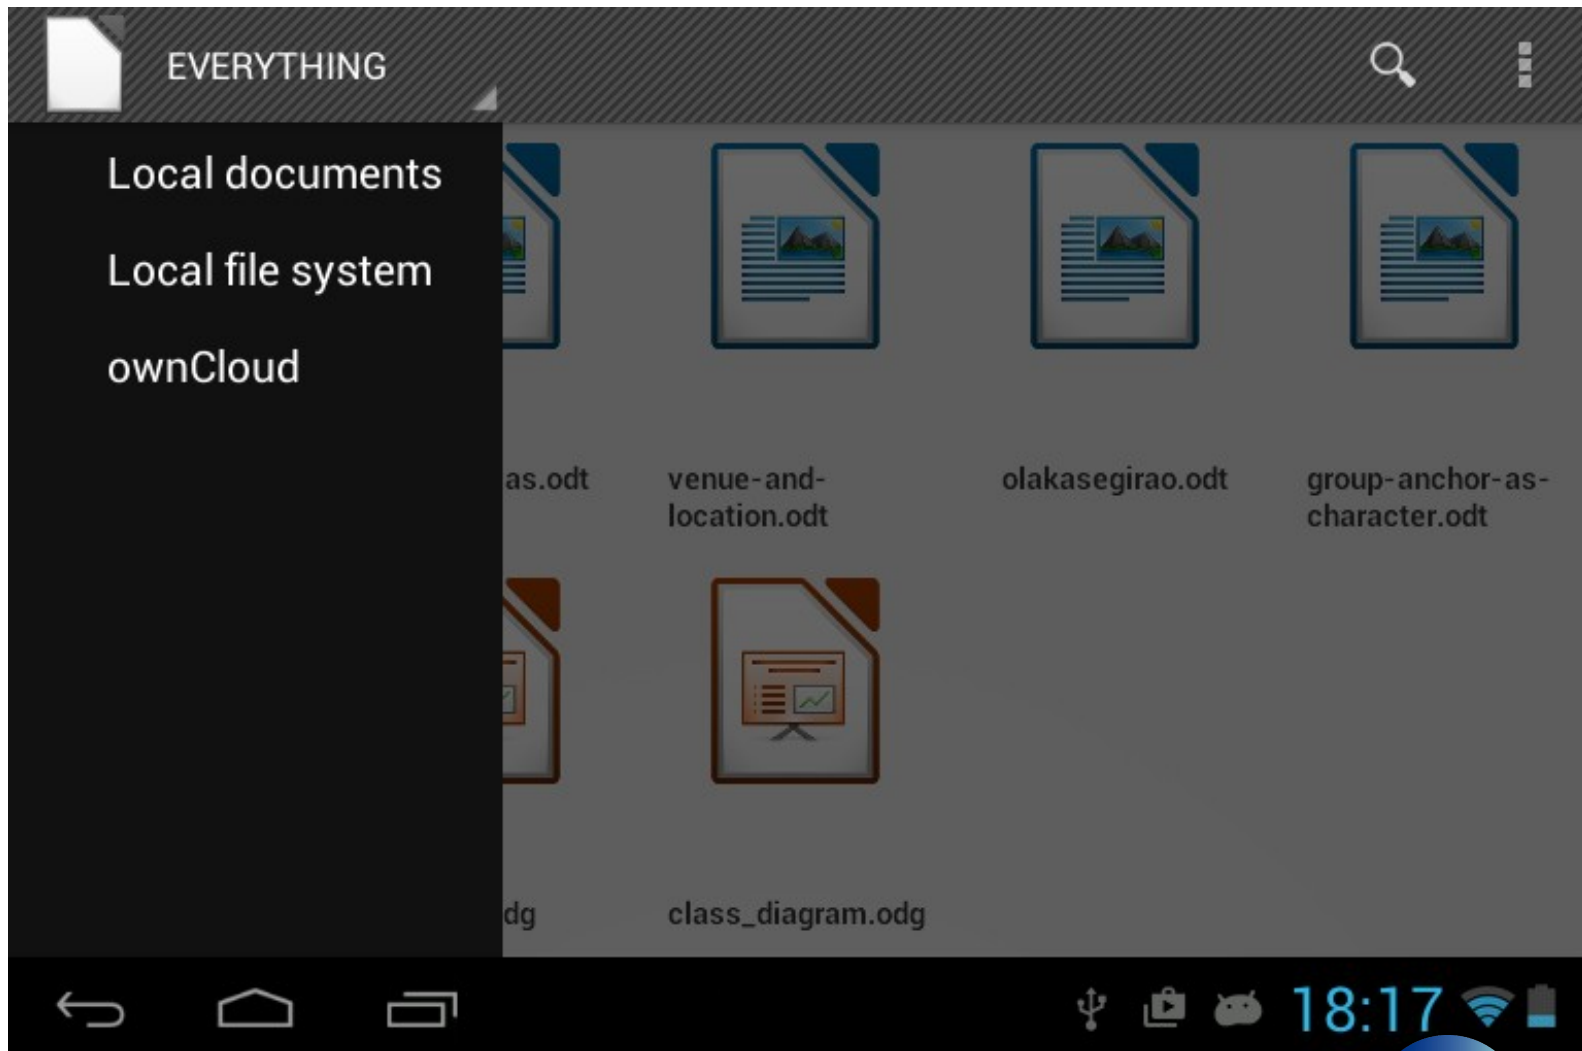 EVERYTHING
Local documents
Local file system
ownCloud
as.odt
venue-and-
location.odt
olakasegirao.odt
group-anchor-as-
character.odt
dg
class_diagram.odg
18:17